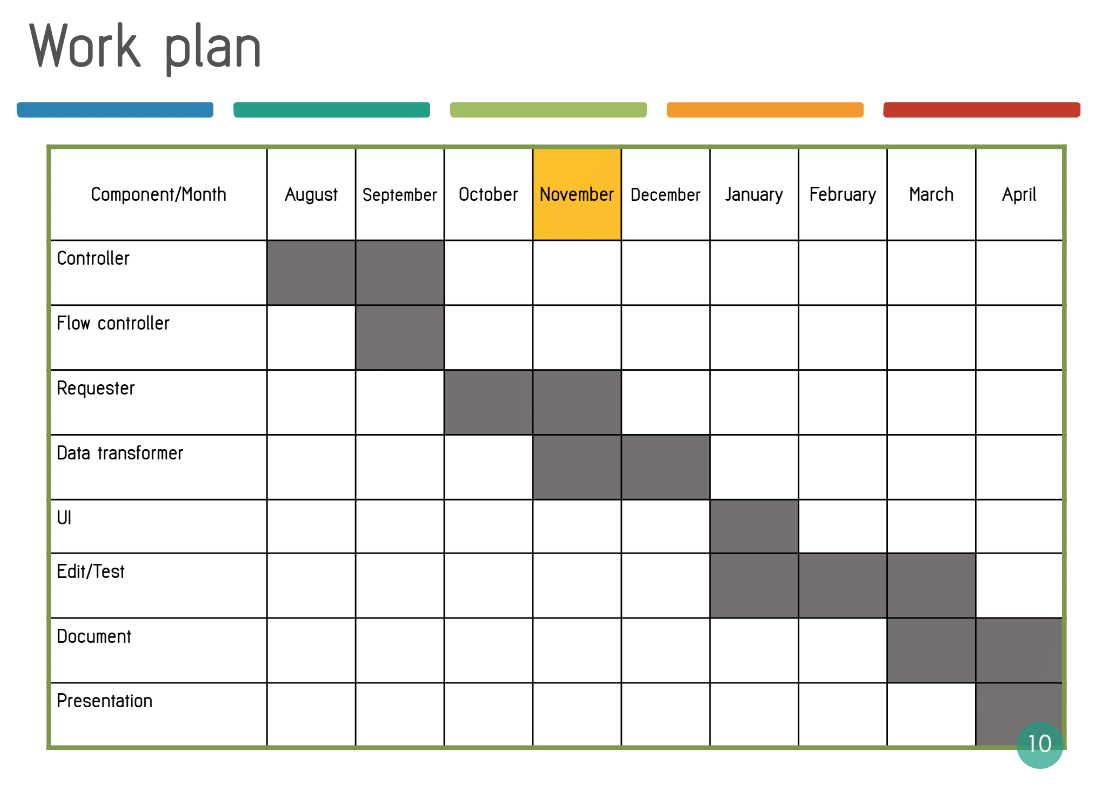 Work plan
Component/Month August September October November December January February March April
Controller
Flow controller
Requester
Data transformer
UI
Edit/Test
Document
Presentation
10